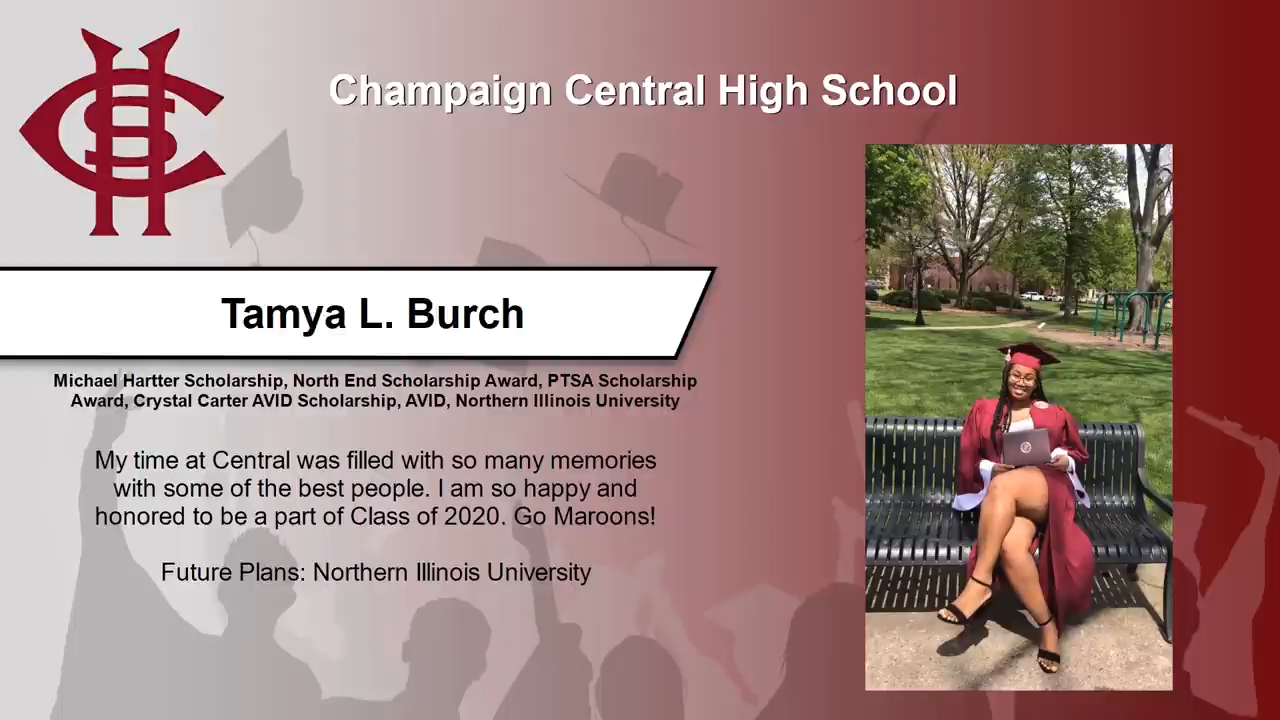 Champaign Central High School
Tamya L. Burch
Michael Hartter Scholarship, North End Scholarship Award, PTSA Scholarship
Award, Crystal Carter AVID Scholarship, AVID, Northern Illinois University
My time at Central was filled with so many memories
with some of the best people. I am so happy and
honored to be a part of Class of 2020. Go Maroons!
Future Plans: Northern Illinois University